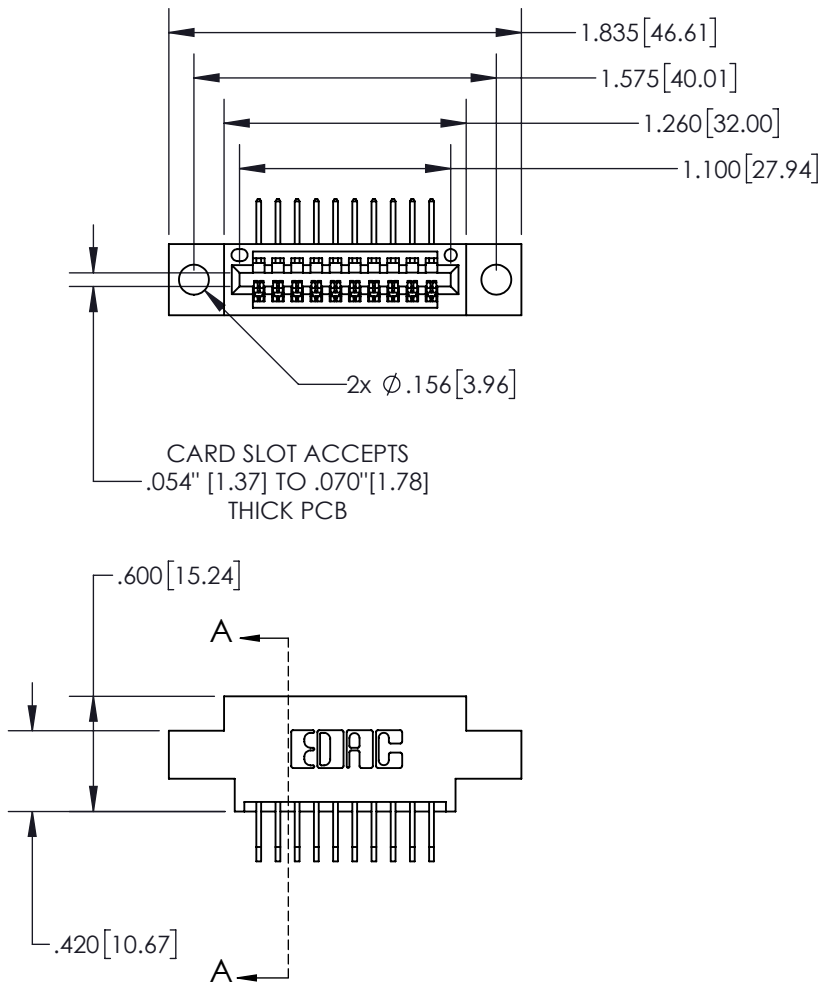 1.835[46.61]
1.575[40.01]
1.260[32.00]
1.100[27.94]
2x Ø.156[3.96]
CARD SLOT ACCEPTS
.054" [1.37] TO .070"[1.78]
THICK PCB
.600[15.24]
A
EDAC
.420[10.67]
A